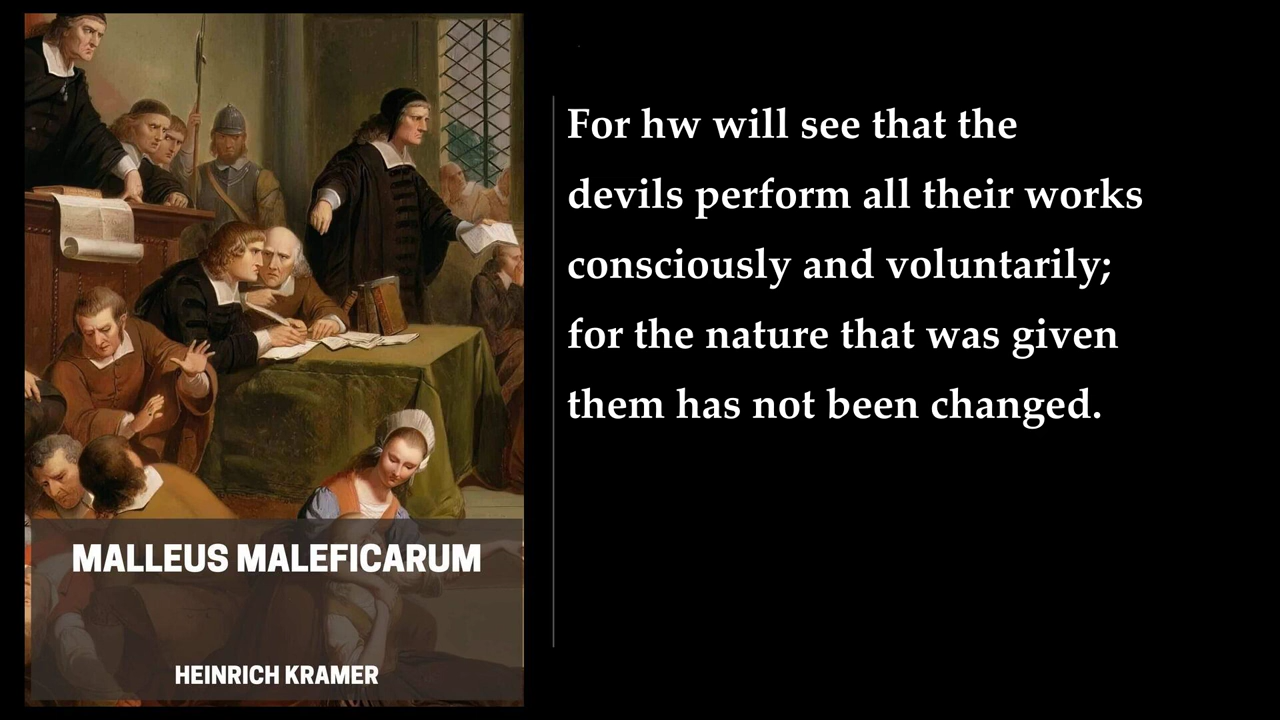 MALLEUS MALEFICARUM
HEINRICH KRAMER
For hw will see that the
devils perform all their works
consciously and voluntarily;
for the nature that was given
them has not been changed.